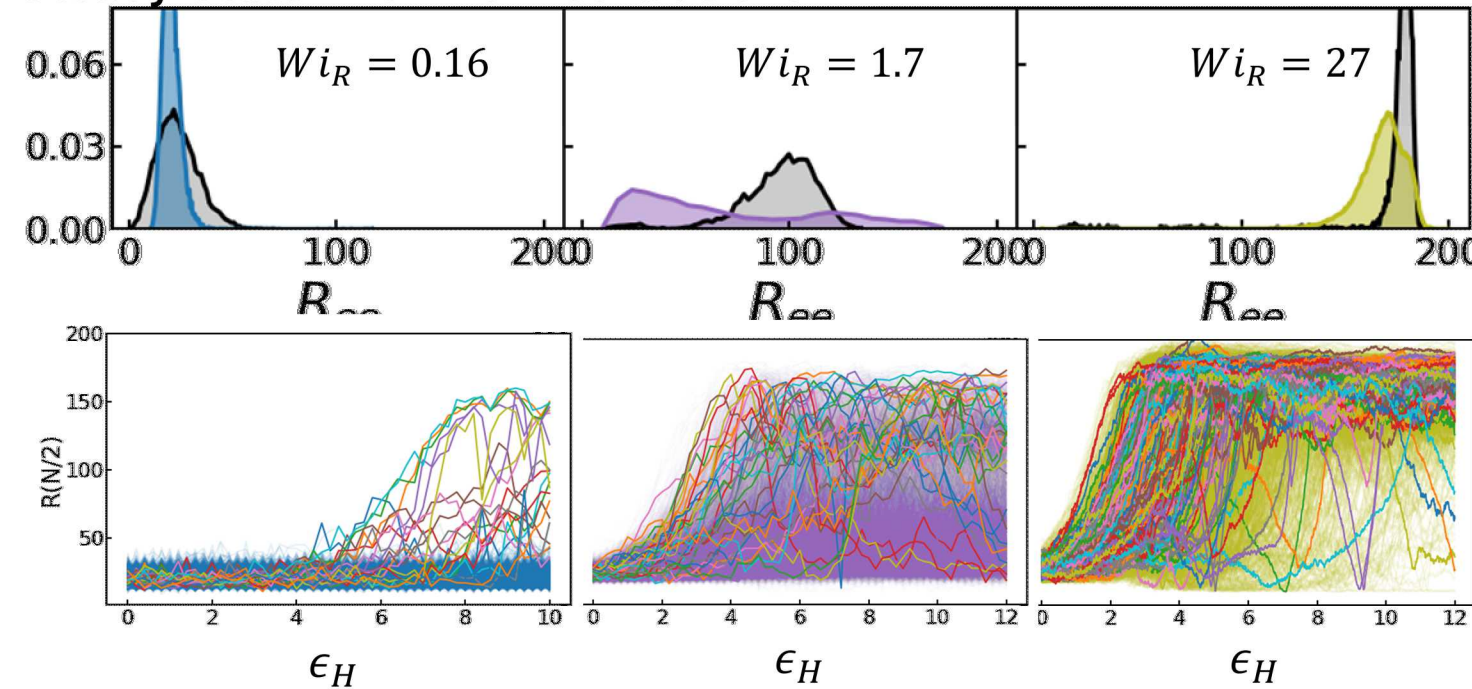 Wi_R = 0.16 Wi_R = 1.7 Wi_R = 27
0.06
0.03
0.00
0 100 200 0 100 200 0 100 200
R_ee R_ee R_ee
200
150
100
50
R(N/2)
0 2 4 6 8 10 0 2 4 6 8 10 12 0 2 4 6 8 10 12
ϵ_H ϵ_H ϵ_H